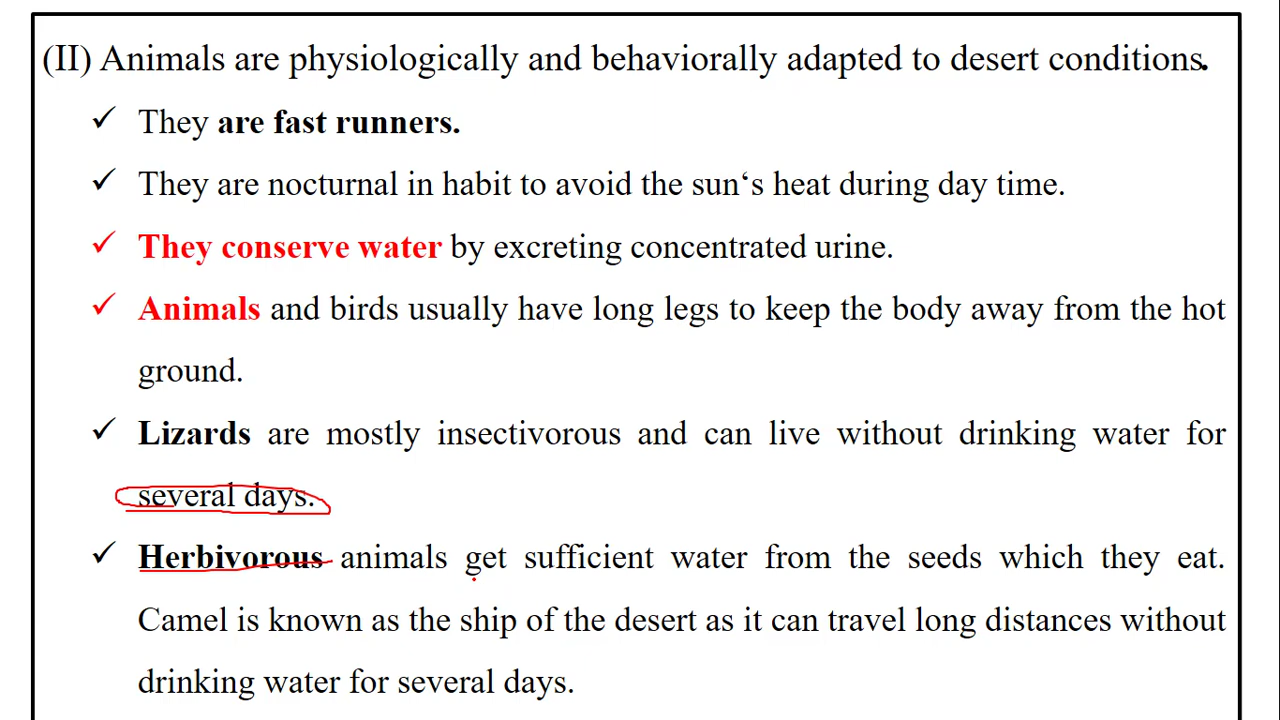 (II) Animals are physiologically and behaviorally adapted to desert conditions.
✓ They are fast runners.
✓ They are nocturnal in habit to avoid the sun‘s heat during day time.
✓ They conserve water by excreting concentrated urine.
✓ Animals and birds usually have long legs to keep the body away from the hot
ground.
✓ Lizards are mostly insectivorous and can live without drinking water for
several days.
✓ Herbivorous animals get sufficient water from the seeds which they eat.
Camel is known as the ship of the desert as it can travel long distances without
drinking water for several days.